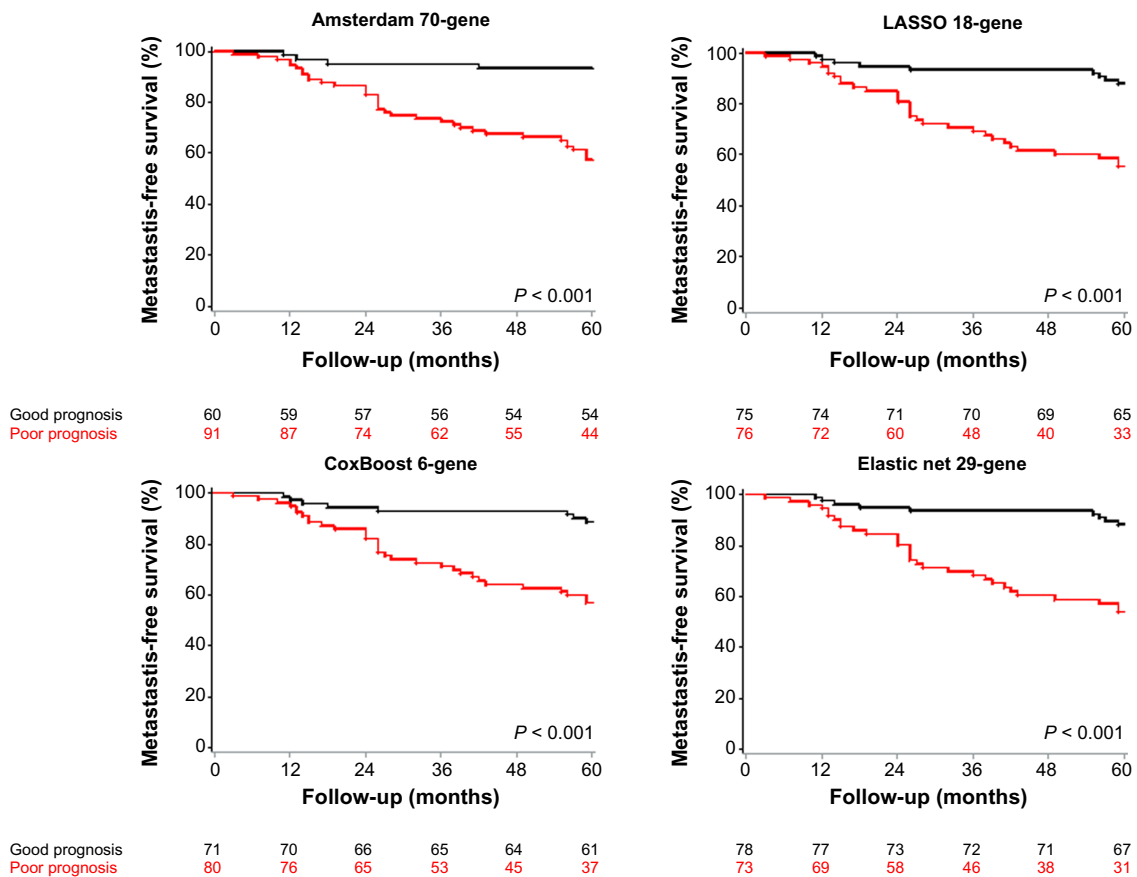 Amsterdam 70-gene
Metastastis-free survival (%)
100
80
60
40
20
0
P < 0.001
0 12 24 36 48 60
Follow-up (months)
Good prognosis 60 59 57 56 54 54
Poor prognosis 91 87 74 62 55 44
LASSO 18-gene
Metastastis-free survival (%)
100
80
60
40
20
0
P < 0.001
0 12 24 36 48 60
Follow-up (months)
75 74 71 70 69 65
76 72 60 48 40 33
CoxBoost 6-gene
Metastastis-free survival (%)
100
80
60
40
20
0
P < 0.001
0 12 24 36 48 60
Follow-up (months)
Good prognosis 71 70 66 65 64 61
Poor prognosis 80 76 65 53 45 37
Elastic net 29-gene
Metastastis-free survival (%)
100
80
60
40
20
0
P < 0.001
0 12 24 36 48 60
Follow-up (months)
78 77 73 72 71 67
73 69 58 46 38 31